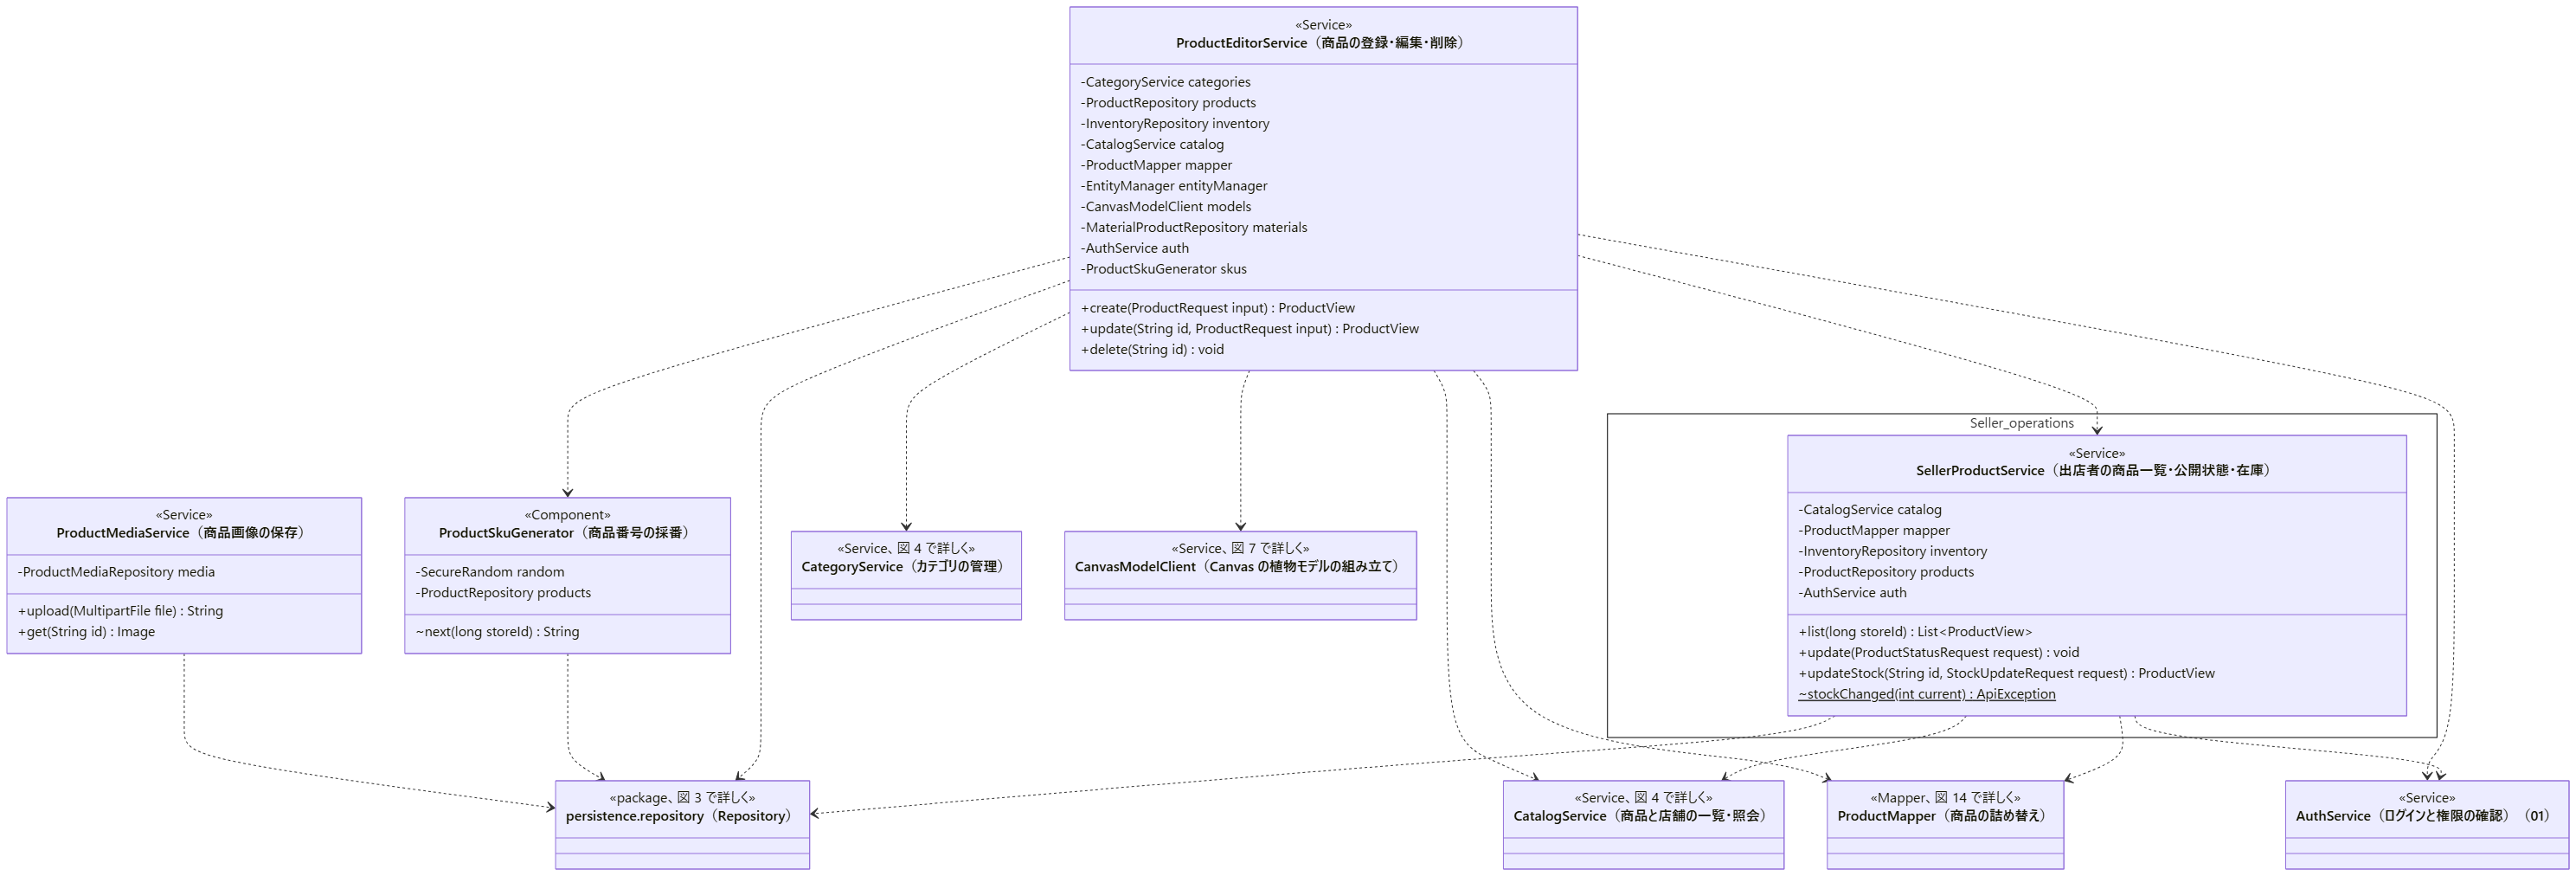 «Service»
ProductEditorService（商品の登録・編集・削除）
-CategoryService categories
-ProductRepository products
-InventoryRepository inventory
-CatalogService catalog
-ProductMapper mapper
-EntityManager entityManager
-CanvasModelClient models
-MaterialProductRepository materials
-AuthService auth
-ProductSkuGenerator skus
+create(ProductRequest input) : ProductView
+update(String id, ProductRequest input) : ProductView
+delete(String id) : void
Seller_operations
«Service»
SellerProductService（出店者の商品一覧・公開状態・在庫）
-CatalogService catalog
-ProductMapper mapper
-InventoryRepository inventory
-ProductRepository products
-AuthService auth
+list(long storeId) : List<ProductView>
+update(ProductStatusRequest request) : void
+updateStock(String id, StockUpdateRequest request) : ProductView
~stockChanged(int current) : ApiException
«Service»
ProductMediaService（商品画像の保存）
-ProductMediaRepository media
+upload(MultipartFile file) : String
+get(String id) : Image
«Component»
ProductSkuGenerator（商品番号の採番）
-SecureRandom random
-ProductRepository products
~next(long storeId) : String
«Service、図 4 で詳しく»
CategoryService（カテゴリの管理）
«Service、図 7 で詳しく»
CanvasModelClient（Canvas の植物モデルの組み立て）
«package、図 3 で詳しく»
persistence.repository（Repository）
«Service、図 4 で詳しく»
CatalogService（商品と店舗の一覧・照会）
«Mapper、図 14 で詳しく»
ProductMapper（商品の詰め替え）
«Service»
AuthService（ログインと権限の確認）（01）